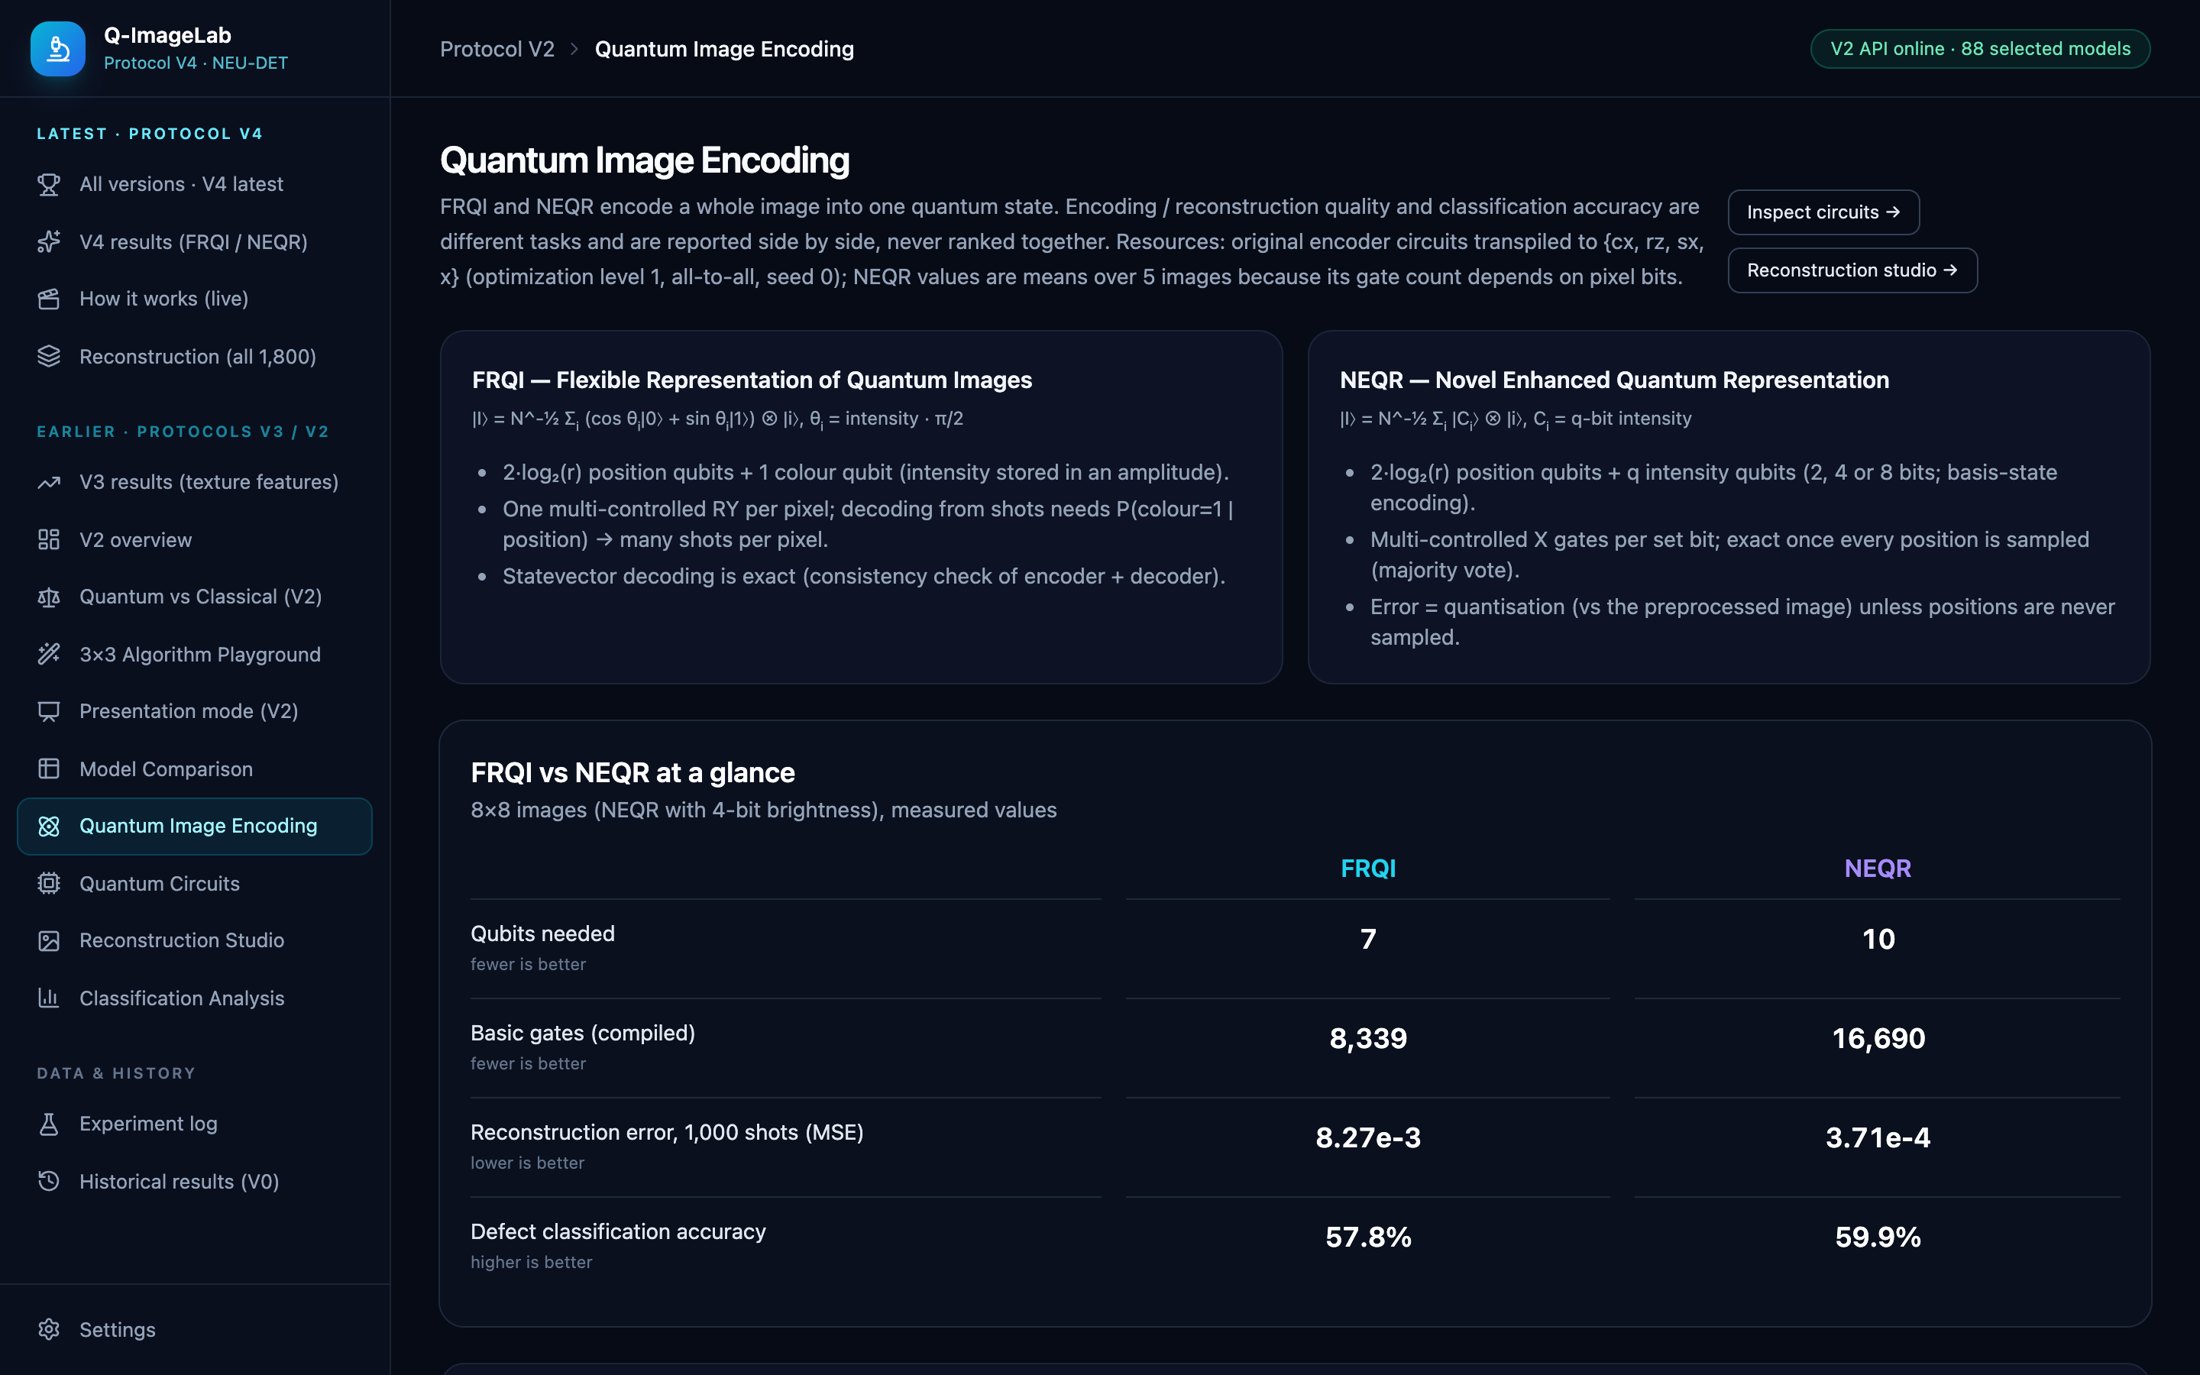 Q-ImageLab
Protocol V4 · NEU-DET
LATEST · PROTOCOL V4
All versions · V4 latest
V4 results (FRQI / NEQR)
How it works (live)
Reconstruction (all 1,800)
EARLIER · PROTOCOLS V3 / V2
V3 results (texture features)
V2 overview
Quantum vs Classical (V2)
3×3 Algorithm Playground
Presentation mode (V2)
Model Comparison
Quantum Image Encoding
Quantum Circuits
Reconstruction Studio
Classification Analysis
DATA & HISTORY
Experiment log
Historical results (V0)
Settings
Protocol V2 > Quantum Image Encoding
V2 API online · 88 selected models
Quantum Image Encoding
FRQI and NEQR encode a whole image into one quantum state. Encoding / reconstruction quality and classification accuracy are
different tasks and are reported side by side, never ranked together. Resources: original encoder circuits transpiled to {cx, rz, sx,
x} (optimization level 1, all-to-all, seed 0); NEQR values are means over 5 images because its gate count depends on pixel bits.
Inspect circuits →
Reconstruction studio →
FRQI — Flexible Representation of Quantum Images
|I⟩ = N^-½ Σᵢ (cos θᵢ|0⟩ + sin θᵢ|1⟩) ⊗ |i⟩, θᵢ = intensity · π/2
• 2·log₂(r) position qubits + 1 colour qubit (intensity stored in an amplitude).
• One multi-controlled RY per pixel; decoding from shots needs P(colour=1 |
position) → many shots per pixel.
• Statevector decoding is exact (consistency check of encoder + decoder).
NEQR — Novel Enhanced Quantum Representation
|I⟩ = N^-½ Σᵢ |Cᵢ⟩ ⊗ |i⟩, Cᵢ = q-bit intensity
• 2·log₂(r) position qubits + q intensity qubits (2, 4 or 8 bits; basis-state
encoding).
• Multi-controlled X gates per set bit; exact once every position is sampled
(majority vote).
• Error = quantisation (vs the preprocessed image) unless positions are never
sampled.
FRQI vs NEQR at a glance
8×8 images (NEQR with 4-bit brightness), measured values
FRQI NEQR
Qubits needed 7 10
fewer is better
Basic gates (compiled) 8,339 16,690
fewer is better
Reconstruction error, 1,000 shots (MSE) 8.27e-3 3.71e-4
lower is better
Defect classification accuracy 57.8% 59.9%
higher is better